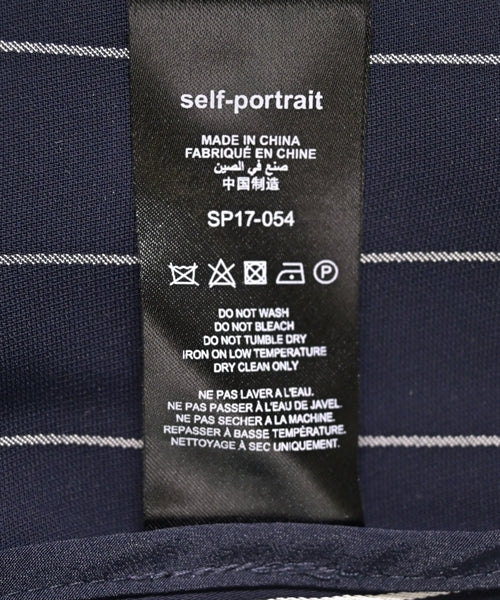 self-portrait
MADE IN CHINA
FABRIQUÉ EN CHINE
صنع في الصين
中国制造
SP17-054
P
DO NOT WASH
DO NOT BLEACH
DO NOT TUMBLE DRY
IRON ON LOW TEMPERATURE
DRY CLEAN ONLY
NE PAS LAVER A L'EAU.
NE PAS PASSER À L'EAU DE JAVEL.
NE PAS SECHER A LA MACHINE.
REPASSER À BASSE TEMPÉRATURE.
NETTOYAGE À SEC UNIQUEMENT.